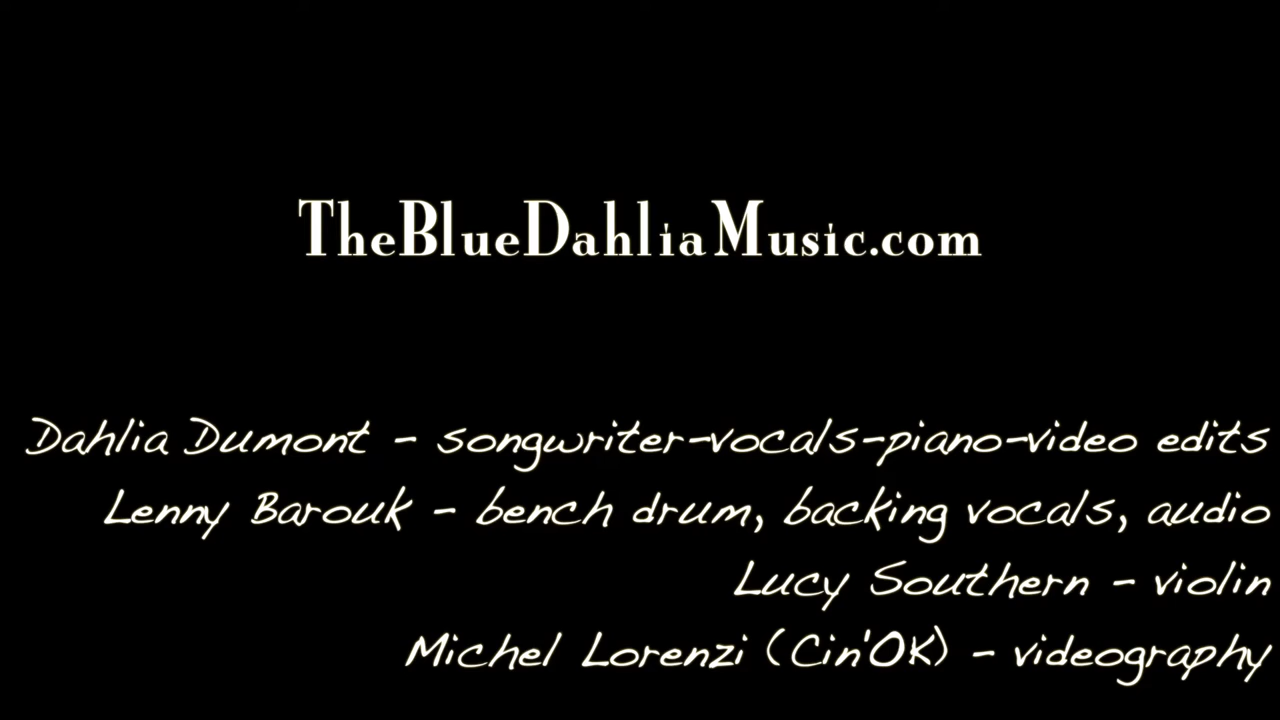 TheBlueDahliaMusic.com
Dahlia Dumont - songwriter-vocals-piano-video edits
Lenny Barouk - bench drum, backing vocals, audio
Lucy Southern - violin
Michel Lorenzi (Cin'OK) - videography